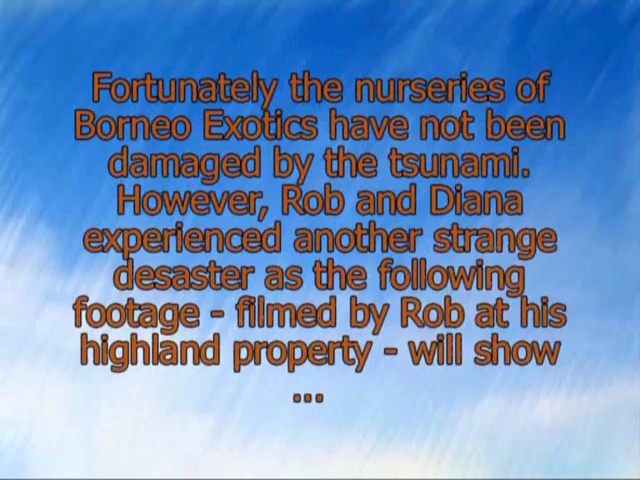 Fortunately the nurseries of
Borneo Exotics have not been
damaged by the tsunami.
However, Rob and Diana
experienced another strange
desaster as the following
footage - filmed by Rob at his
highland property - will show
...